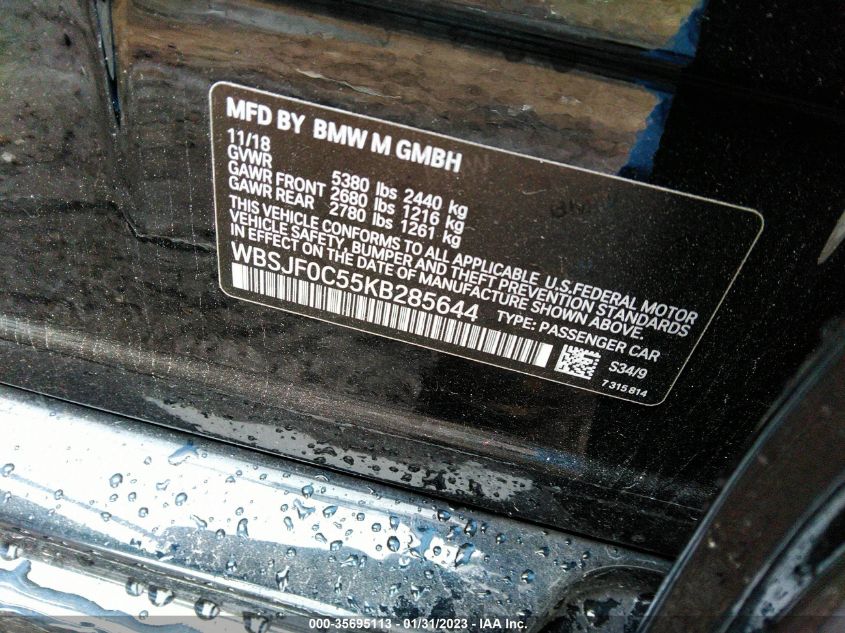 MFD BY BMW M GMBH
11/18
GVWR 5380 lbs 2440 kg
GAWR FRONT 2680 lbs 1216 kg
GAWR REAR 2780 lbs 1261 kg
THIS VEHICLE CONFORMS TO ALL APPLICABLE U.S.FEDERAL MOTOR
VEHICLE SAFETY, BUMPER AND THEFT PREVENTION STANDARDS
IN EFFECT ON THE DATE OF MANUFACTURE SHOWN ABOVE.
WBSJF0C55KB285644 TYPE: PASSENGER CAR
S34/9
7 315 814
000-35695113 - 01/31/2023 - IAA Inc.